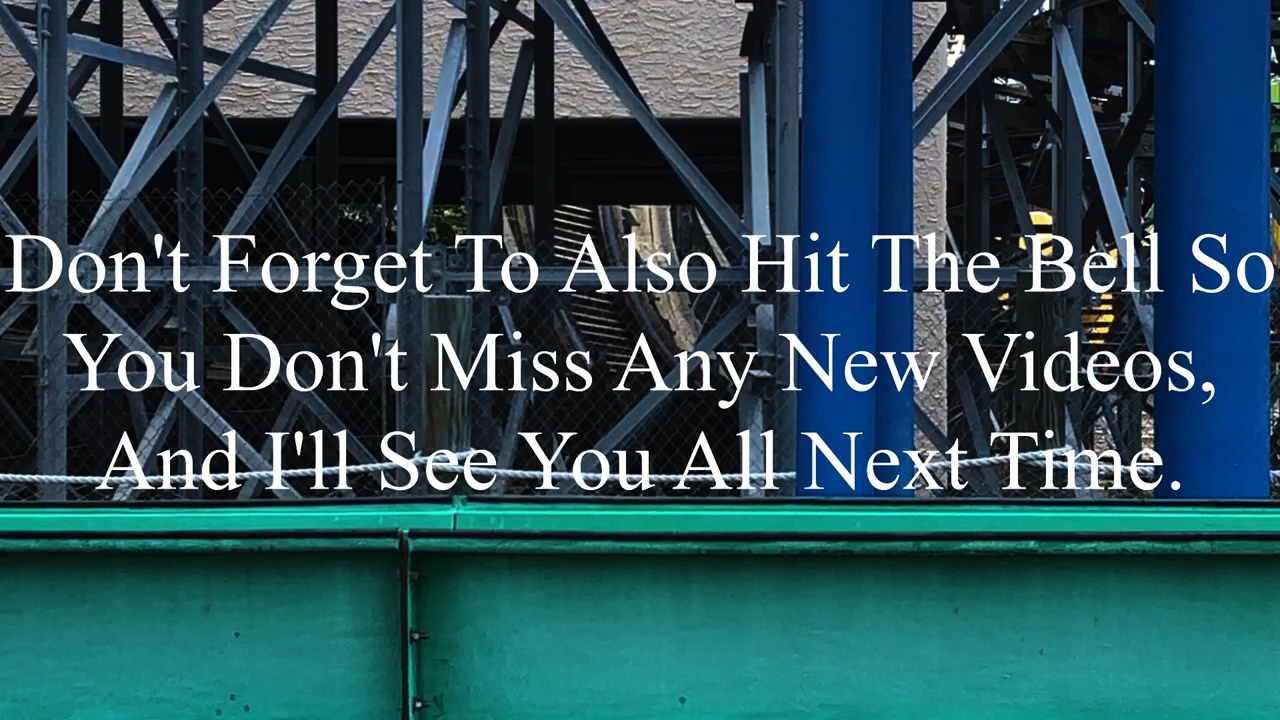 Don't Forget To Also Hit The Bell So
You Don't Miss Any New Videos,
And I'll See You All Next Time.